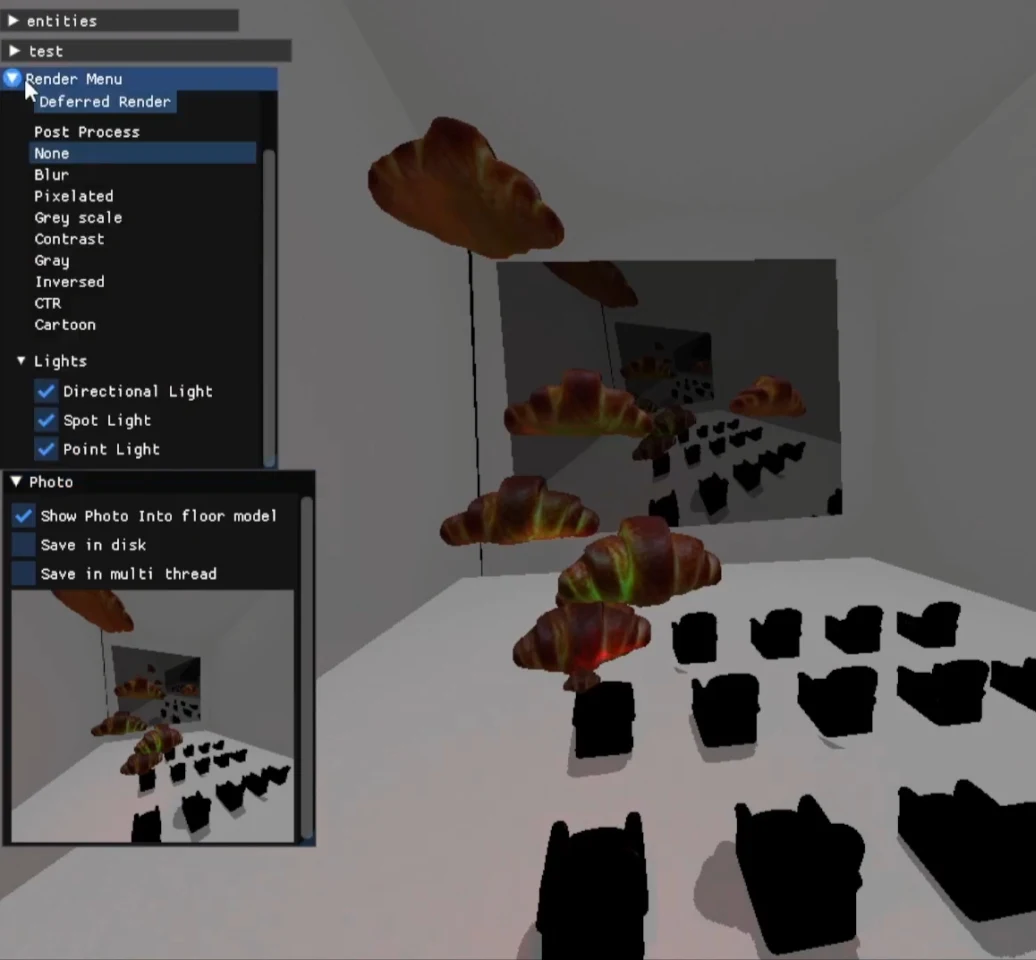 entities
test
Render Menu
Deferred Render
Post Process
None
Blur
Pixelated
Grey scale
Contrast
Gray
Inversed
CTR
Cartoon
Lights
Directional Light
Spot Light
Point Light
Photo
Show Photo Into floor model
Save in disk
Save in multi thread